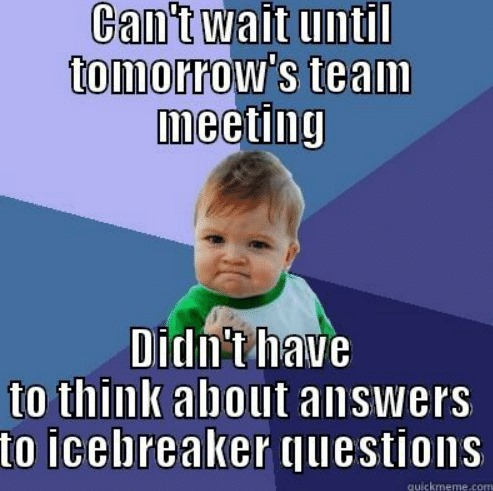 Can't wait until
tomorrow's team
meeting
Didn't have
to think about answers
to icebreaker questions
quickmeme.com